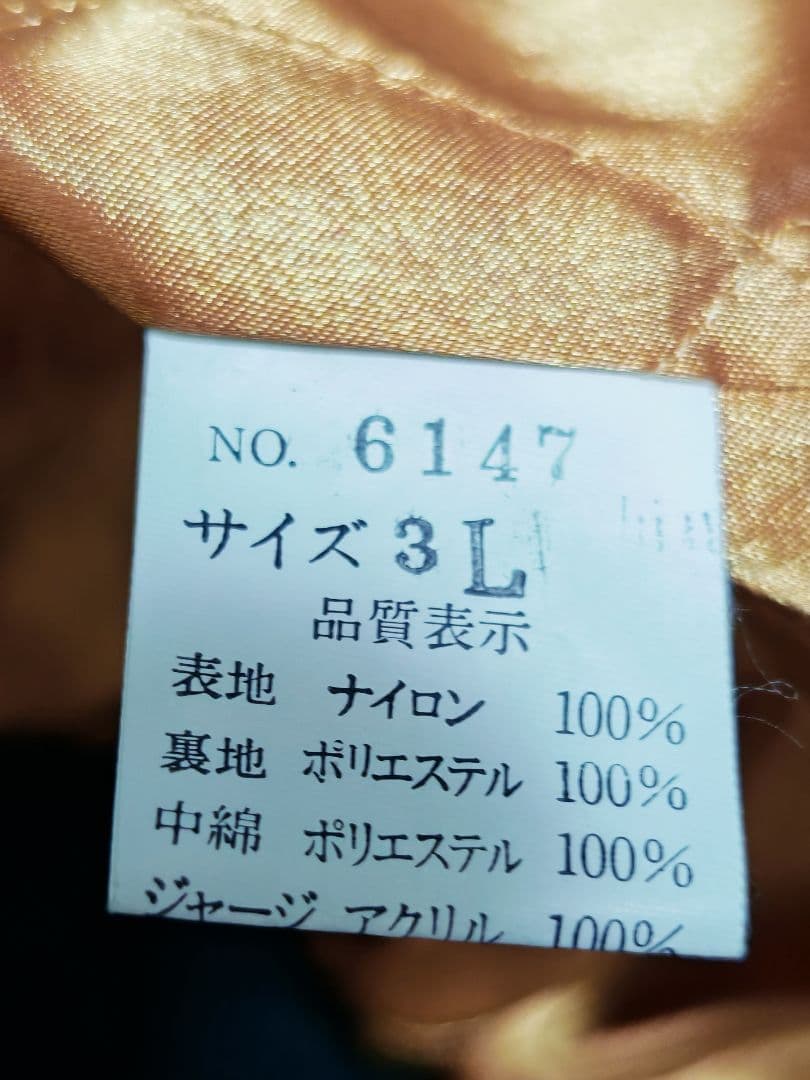 NO. 6147
サイズ 3L
品質表示
表地 ナイロン 100%
裏地 ポリエステル 100%
中綿 ポリエステル 100%
ジャージ アクリル 100%